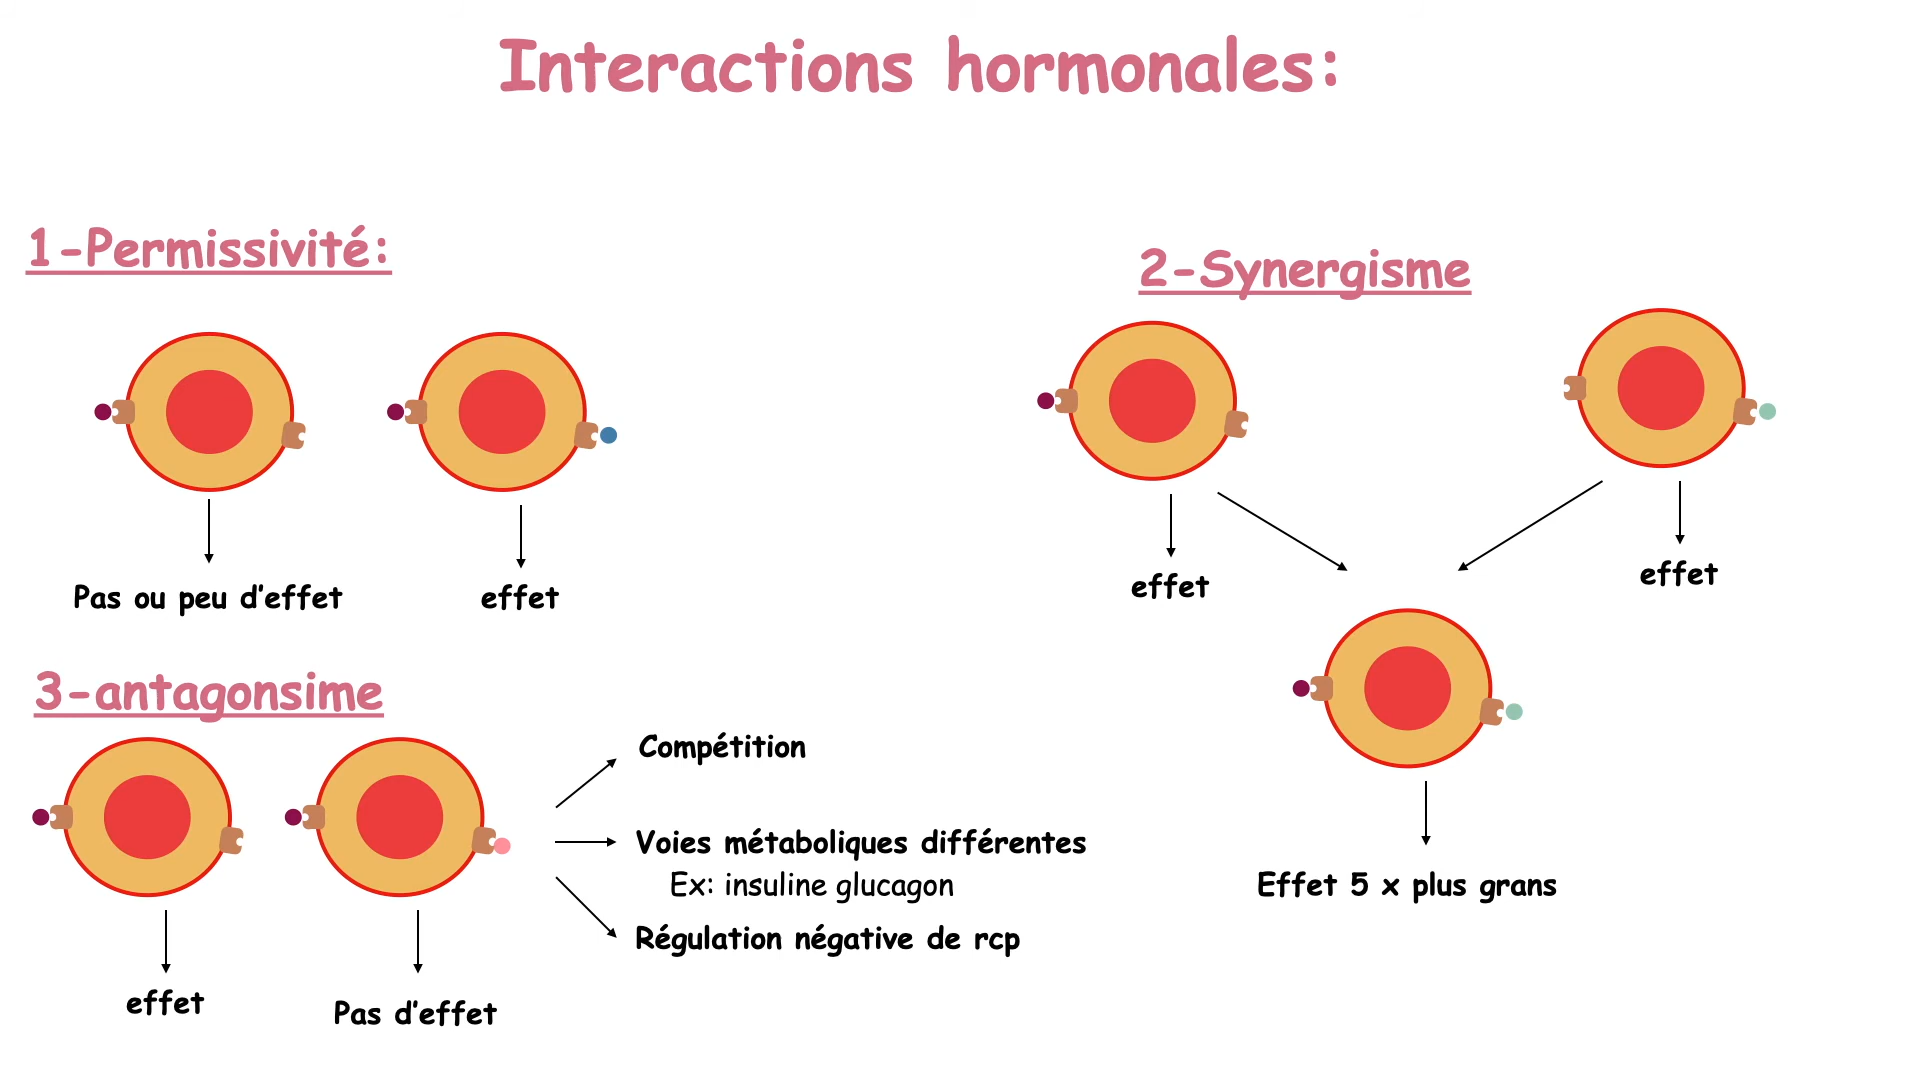 Interactions hormonales:
1-Permissivité:
Pas ou peu d'effet
effet
2-Synergisme
effet
effet
Effet 5 x plus grans
3-antagonsime
effet
Pas d'effet
Compétition
Voies métaboliques différentes
Ex: insuline glucagon
Régulation négative de rcp